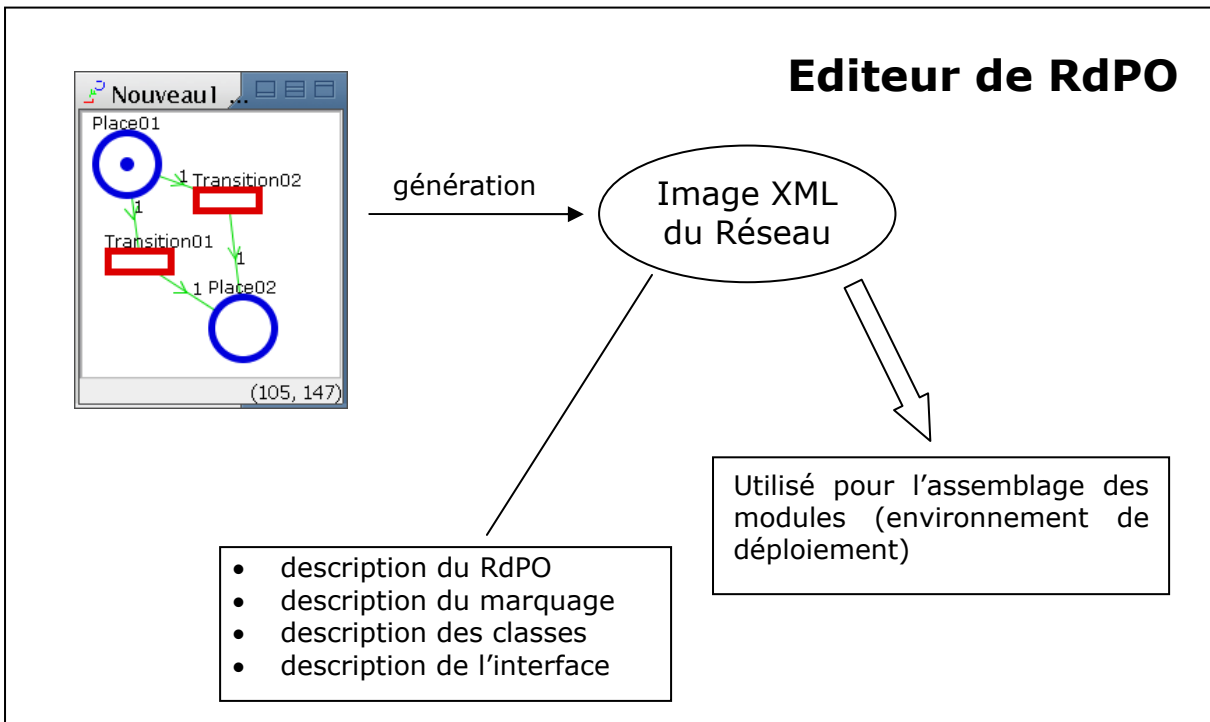 Editeur de RdPO
Nouveau1 ...
Place01
1
Transition02
1
Transition01
1
1
Place02
(105, 147)
génération
Image XML
du Réseau
Utilisé pour l’assemblage des
modules (environnement de
déploiement)
• description du RdPO
• description du marquage
• description des classes
• description de l’interface